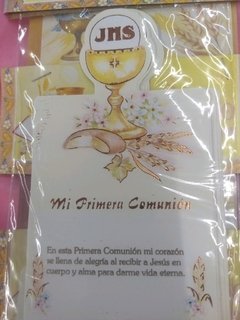 JHS
Mi Primera Comunión
En esta Primera Comunión mi corazón
se llena de alegría al recibir a Jesús en
cuerpo y alma para darme vida eterna.